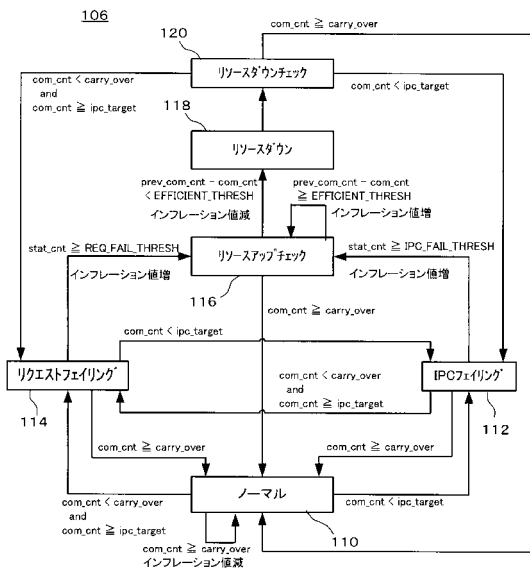 106
com_cnt ≧ carry_over
120
リソースダウンチェック
com_cnt < carry_over
and
com_cnt ≧ ipc_target
com_cnt < ipc_target
118
リソースダウン
prev_com_cnt − com_cnt
< EFFICIENT_THRESH
インフレーション値減
prev_com_cnt − com_cnt
≧ EFFICIENT_THRESH
インフレーション値増
stat_cnt ≧ REQ_FAIL_THRESH
インフレーション値増
リソースアップチェック
116
stat_cnt ≧ IPC_FAIL_THRESH
インフレーション値増
com_cnt ≧ carry_over
com_cnt < ipc_target
リクエストフェイリング
114
com_cnt < carry_over
and
com_cnt ≧ ipc_target
IPCフェイリング
112
com_cnt ≧ carry_over
com_cnt ≧ carry_over
ノーマル
110
com_cnt < carry_over
and
com_cnt ≧ ipc_target
com_cnt < ipc_target
com_cnt ≧ carry_over
インフレーション値減